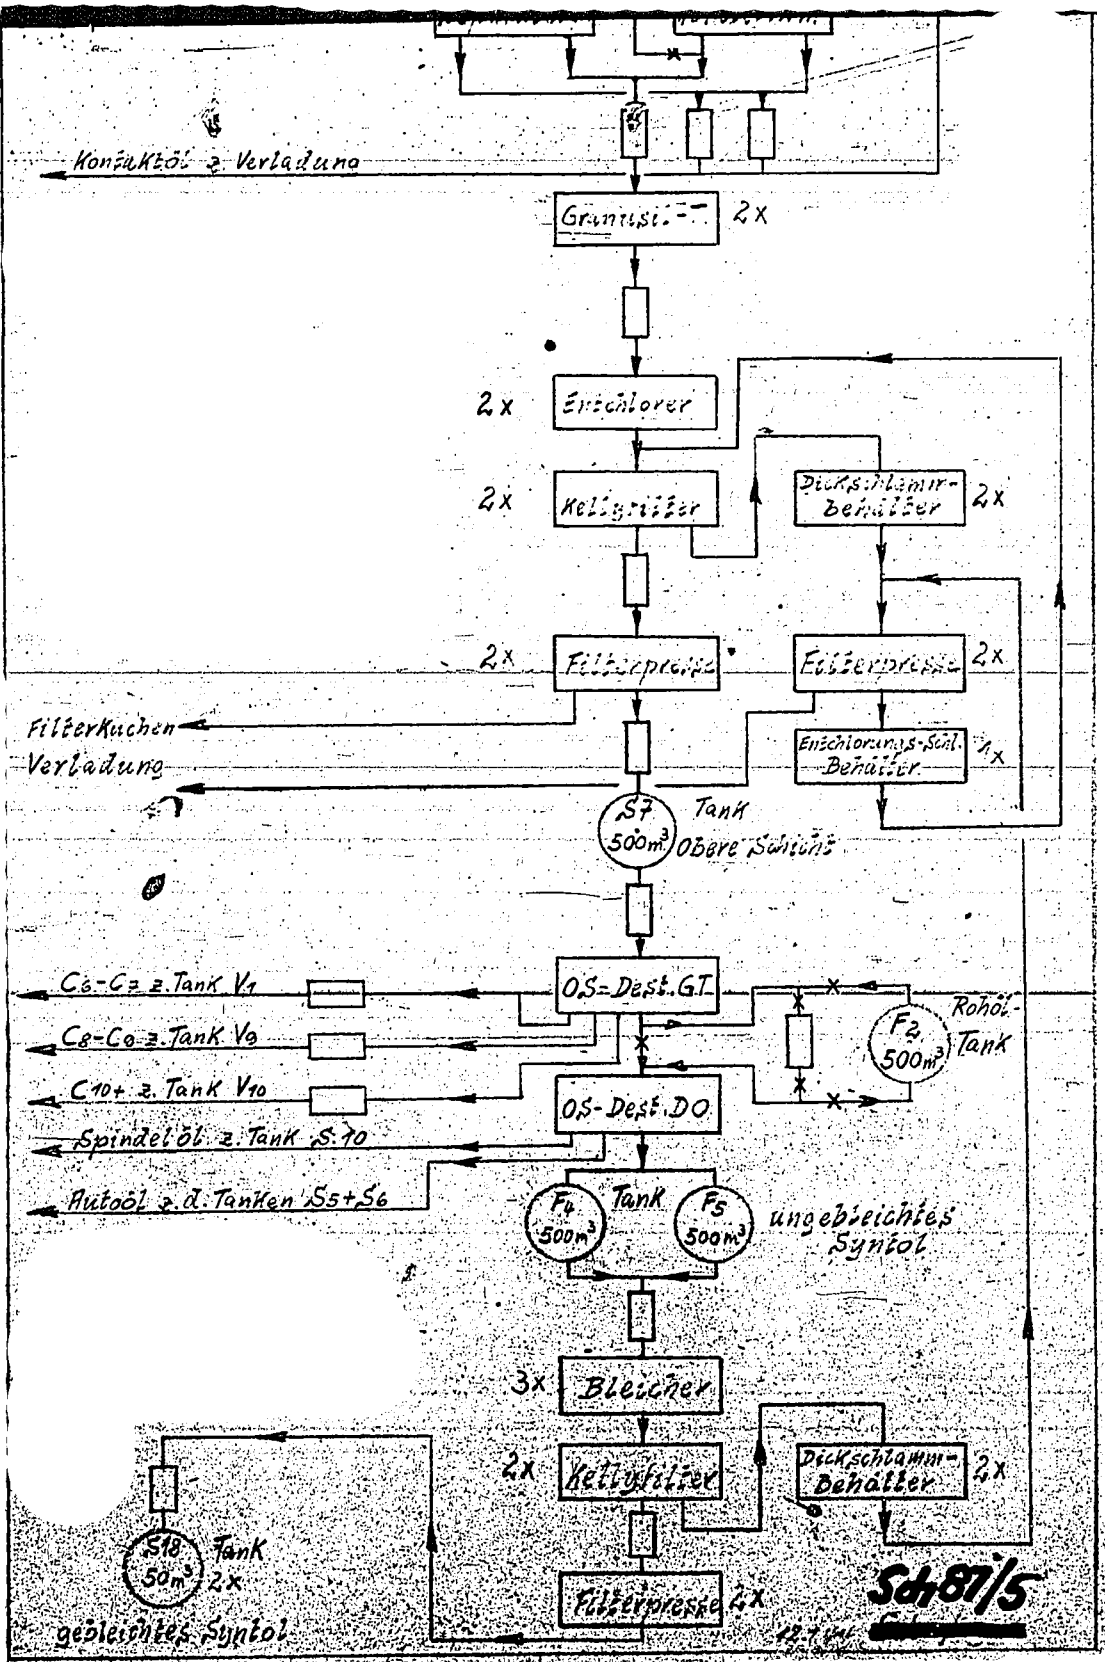 Kontaktöl z. Verladung
2x
Entchlorer
2x
Kellyfilter
2x
Dickschlamm-
behälter
2x
Filterpresse
2x
Filterpresse
2x
Filterkuchen
Verladung
Entchlorungs-Schl.
Behälter
1x
S7
500m³
Tank
Obere Schicht
OS-Dest. GT
C6-C7 z. Tank V1
C8-C9 z. Tank V9
C10+ z. Tank V10
F2
500m³
Rohöl-
Tank
OS-Dest. DO
Spindelöl z. Tank S.10
Autoöl z.d. Tanken S5+S6
F4
500m³
Tank
F5
500m³
ungebleichtes
Syntol
3x
Bleicher
2x
Kellyfilter
Dickschlamm-
Behälter
2x
S18
50m³
Tank
2x
Filterpresse
2x
gebleichtes Syntol
Sch87/5